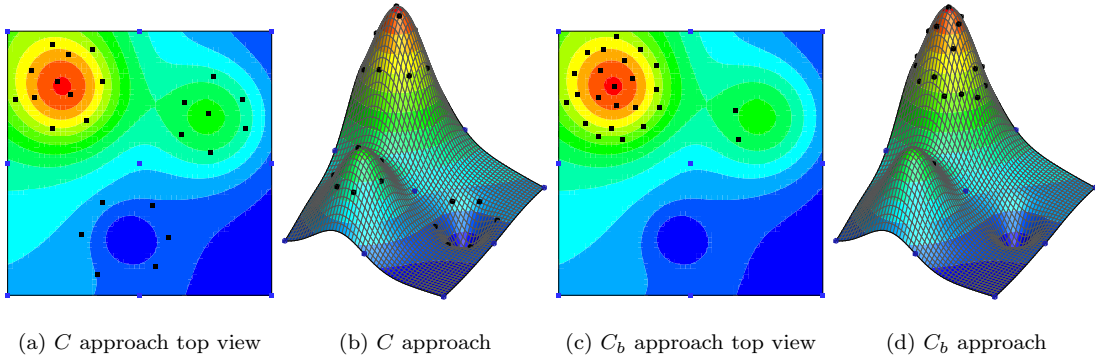 (a) C approach top view
(b) C approach
(c) C_b approach top view
(d) C_b approach